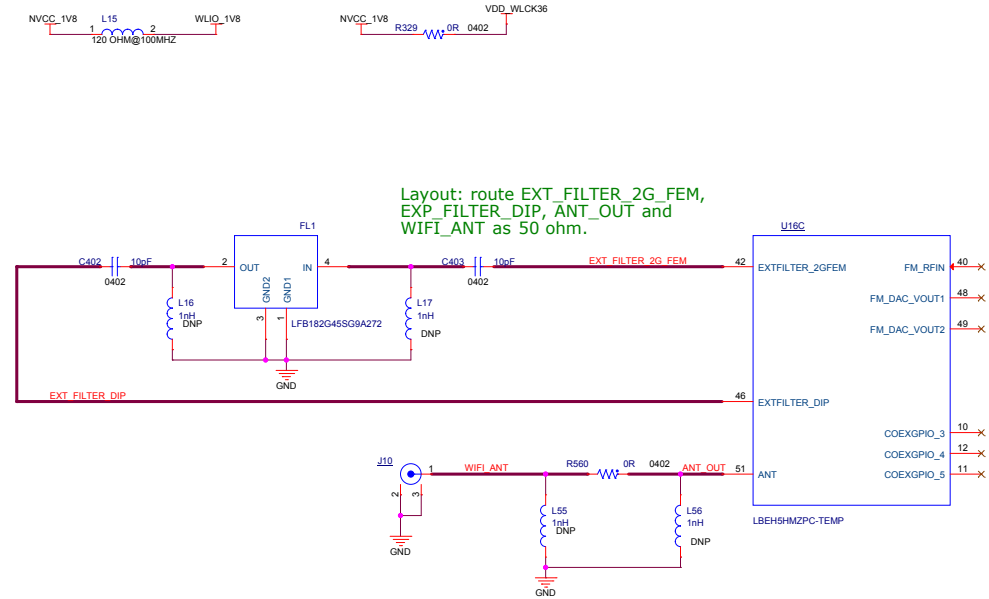 NVCC_1V8 L15 WLIO_1V8
1 2
120 OHM@100MHZ
NVCC_1V8 VDD_WLCK36
R329 0R 0402
Layout: route EXT_FILTER_2G_FEM,
EXP_FILTER_DIP, ANT_OUT and
WIFI_ANT as 50 ohm.
FL1
U16C
C402 10pF
0402
2 OUT IN 4
GND2 GND1
3 1
LFB182G45SG9A272
C403 10pF
0402
EXT_FILTER_2G_FEM
42 EXTFILTER_2GFEM
FM_RFIN 40
FM_DAC_VOUT1 48
FM_DAC_VOUT2 49
L16
1nH
DNP
L17
1nH
DNP
GND
EXT_FILTER_DIP
46 EXTFILTER_DIP
COEXGPIO_3 10
COEXGPIO_4 12
COEXGPIO_5 11
J10
1
2 3
WIFI_ANT
R560 0R 0402
ANT_OUT
51 ANT
L55
1nH
DNP
L56
1nH
DNP
GND
GND
LBEH5HMZPC-TEMP